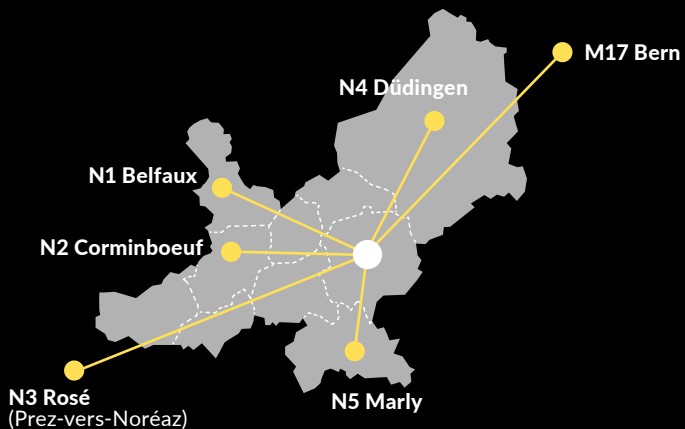 M17 Bern
N4 Düdingen
N1 Belfaux
N2 Corminboeuf
N3 Rosé
(Prez-vers-Noréaz)
N5 Marly